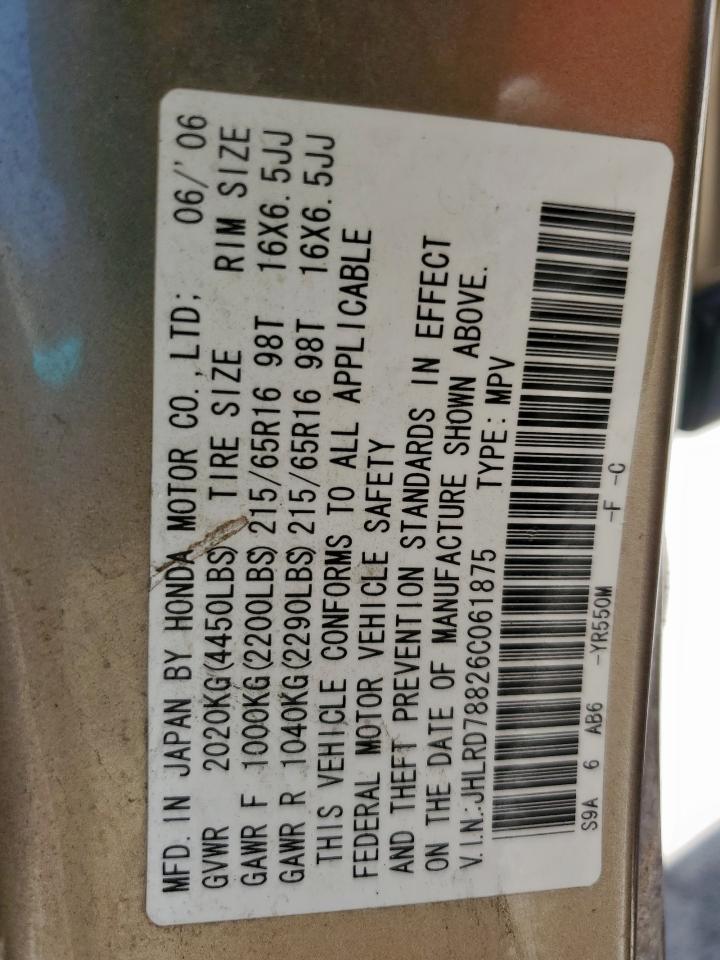 MFD. IN JAPAN BY HONDA MOTOR CO., LTD; 06/'06
GVWR 2020KG(4450LBS) TIRE SIZE RIM SIZE
GAWR F 1000KG(2200LBS) 215/65R16 98T 16X6.5JJ
GAWR R 1040KG(2290LBS) 215/65R16 98T 16X6.5JJ
THIS VEHICLE CONFORMS TO ALL APPLICABLE
FEDERAL MOTOR VEHICLE SAFETY
AND THEFT PREVENTION STANDARDS IN EFFECT
ON THE DATE OF MANUFACTURE SHOWN ABOVE.
V.I.N.:JHLRD78826C061875 TYPE: MPV
S9A 6 AB6 -YR550M -F -C